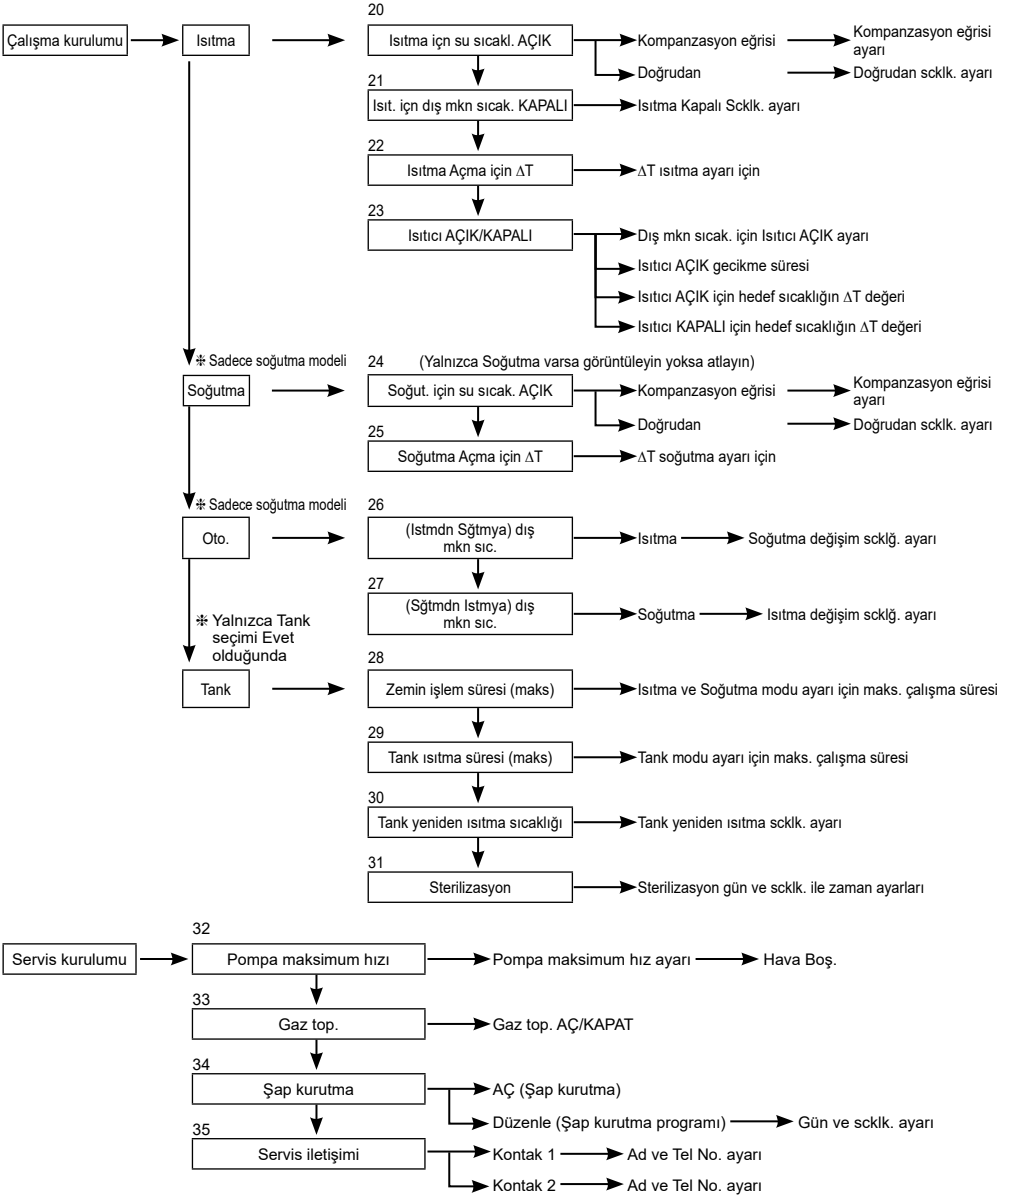 20
Çalışma kurulumu
Isıtma
Isıtma içn su sıcakl. AÇIK
Kompanzasyon eğrisi
Kompanzasyon eğrisi
ayarı
Doğrudan
Doğrudan scklk. ayarı
21
Isıt. içn dış mkn sıcak. KAPALI
Isıtma Kapalı Scklk. ayarı
22
Isıtma Açma için ∆T
∆T ısıtma ayarı için
23
Isıtıcı AÇIK/KAPALI
Dış mkn sıcak. için Isıtıcı AÇIK ayarı
Isıtıcı AÇIK gecikme süresi
Isıtıcı AÇIK için hedef sıcaklığın ∆T değeri
Isıtıcı KAPALI için hedef sıcaklığın ∆T değeri
❈ Sadece soğutma modeli
24
(Yalnızca Soğutma varsa görüntüleyin yoksa atlayın)
Soğutma
Soğut. için su sıcak. AÇIK
Kompanzasyon eğrisi
Kompanzasyon eğrisi
ayarı
Doğrudan
Doğrudan scklk. ayarı
25
Soğutma Açma için ∆T
∆T soğutma ayarı için
❈ Sadece soğutma modeli
26
Oto.
(Istmdn Sğtmya) dış
mkn sıc.
Isıtma
Soğutma değişim scklğ. ayarı
27
(Sğtmdn Istmya) dış
mkn sıc.
Soğutma
Isıtma değişim scklğ. ayarı
❈ Yalnızca Tank
seçimi Evet
olduğunda
28
Tank
Zemin işlem süresi (maks)
Isıtma ve Soğutma modu ayarı için maks. çalışma süresi
29
Tank ısıtma süresi (maks)
Tank modu ayarı için maks. çalışma süresi
30
Tank yeniden ısıtma sıcaklığı
Tank yeniden ısıtma scklk. ayarı
31
Sterilizasyon
Sterilizasyon gün ve scklk. ile zaman ayarları
32
Servis kurulumu
Pompa maksimum hızı
Pompa maksimum hız ayarı
Hava Boş.
33
Gaz top.
Gaz top. AÇ/KAPAT
34
Şap kurutma
AÇ (Şap kurutma)
Düzenle (Şap kurutma programı)
Gün ve scklk. ayarı
35
Servis iletişimi
Kontak 1
Ad ve Tel No. ayarı
Kontak 2
Ad ve Tel No. ayarı